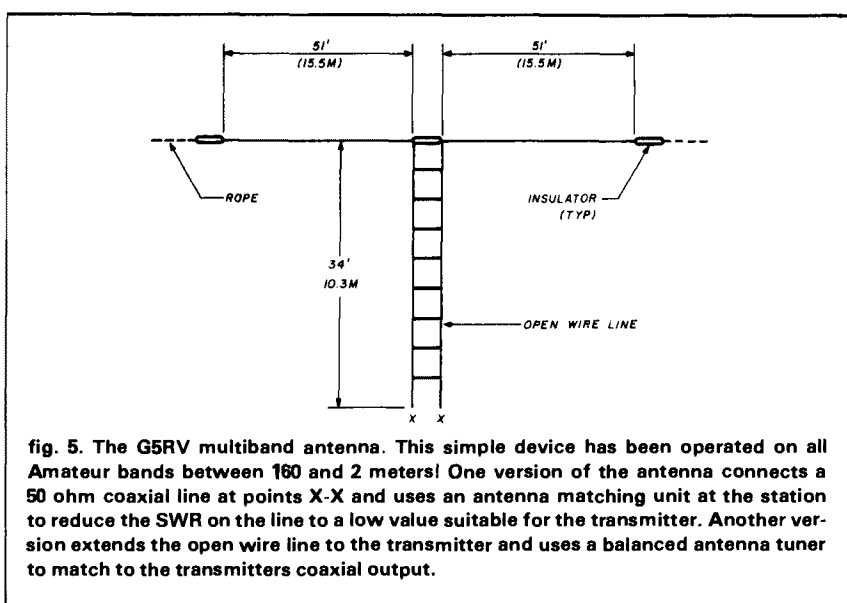 51'
(15.5M)
51'
(15.5M)
ROPE
INSULATOR
(TYP)
34'
10.3M
OPEN WIRE LINE
X X
fig. 5. The G5RV multiband antenna. This simple device has been operated on all
Amateur bands between 160 and 2 meters! One version of the antenna connects a
50 ohm coaxial line at points X-X and uses an antenna matching unit at the station
to reduce the SWR on the line to a low value suitable for the transmitter. Another ver-
sion extends the open wire line to the transmitter and uses a balanced antenna tuner
to match to the transmitters coaxial output.